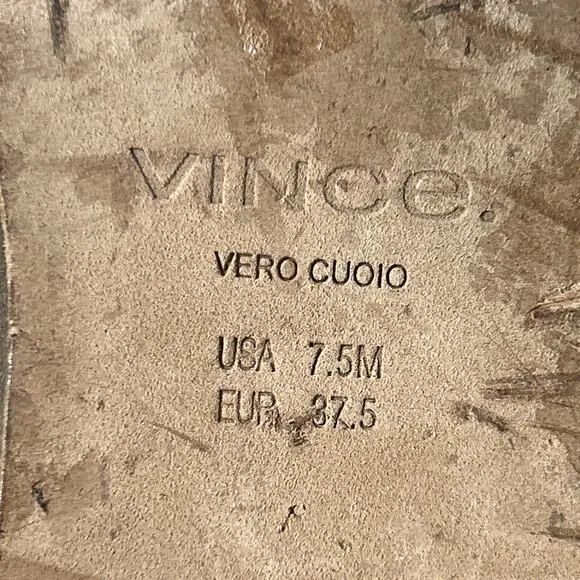 VINCe.
VERO CUOIO
USA 7.5M
EUR 37.5